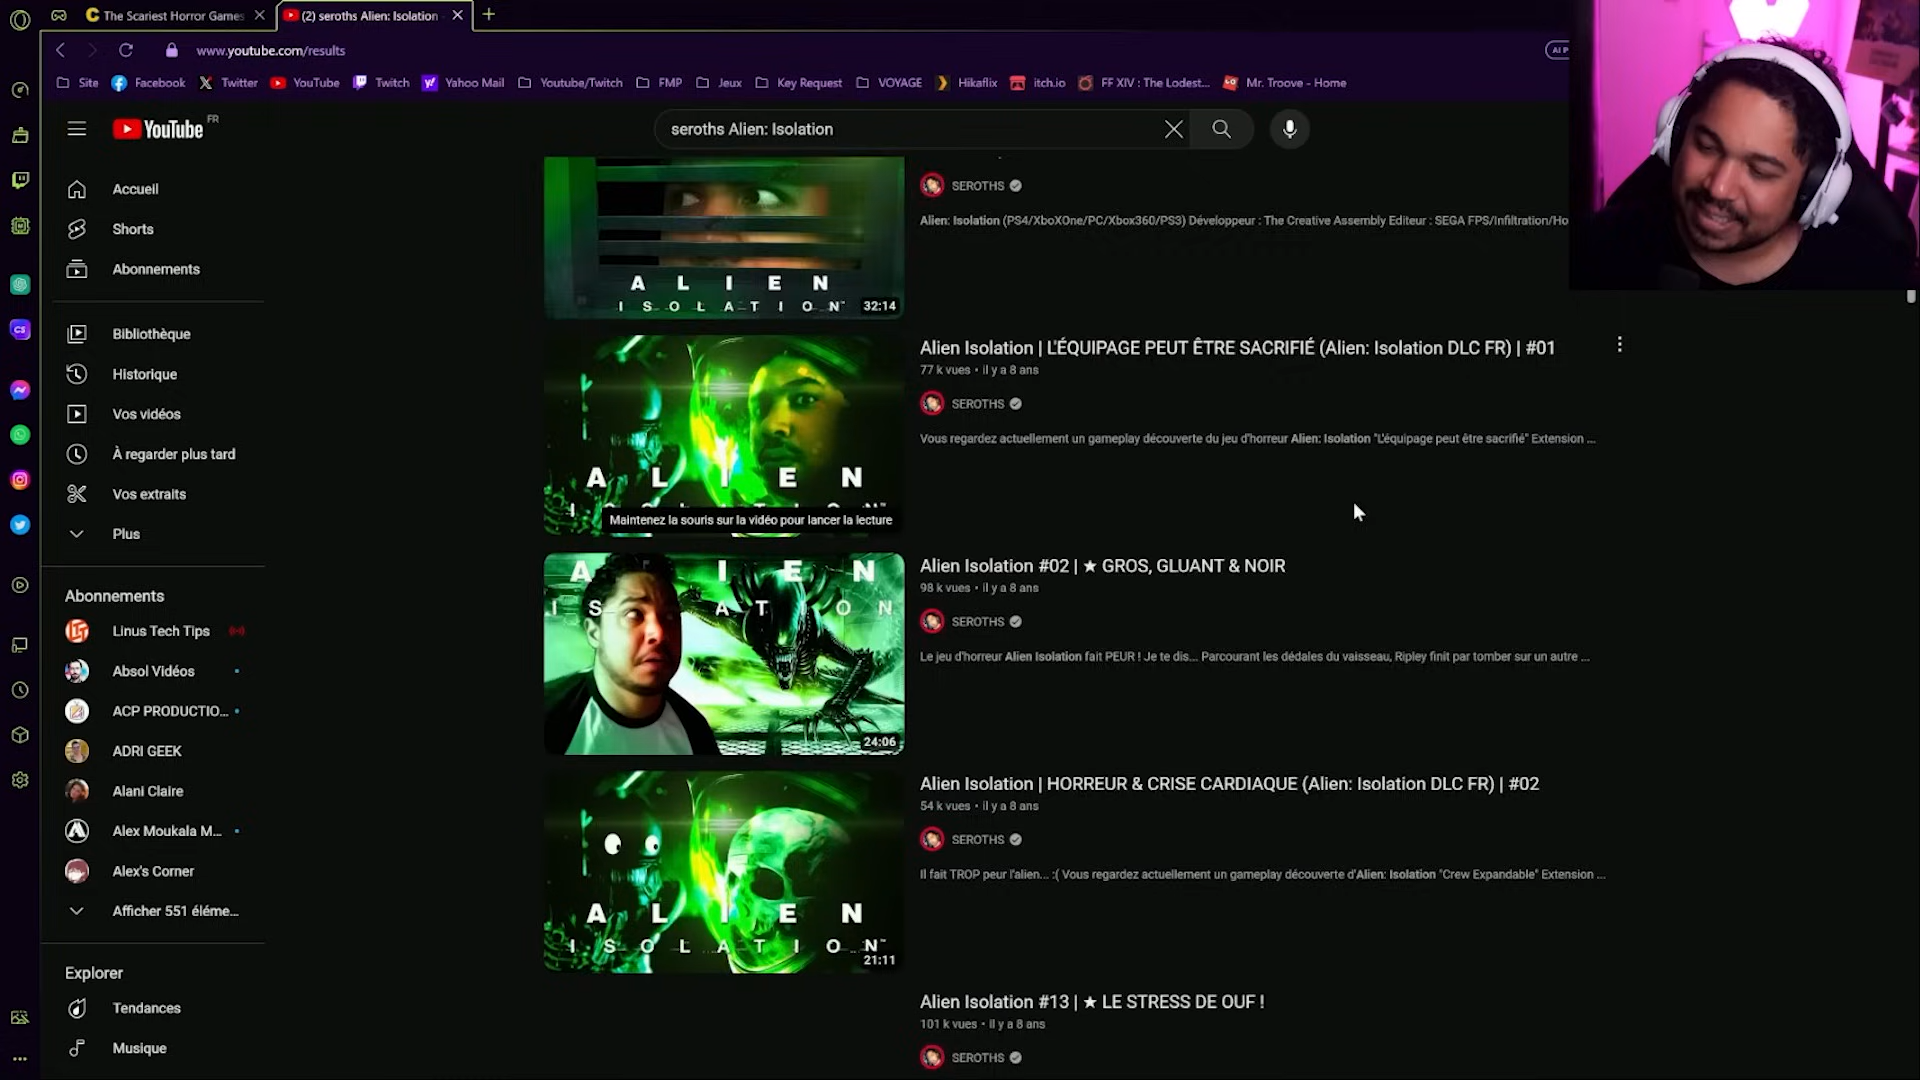 The Scariest Horror Games
(2) seroths Alien: Isolation
www.youtube.com/results
AI P
Site
Facebook
Twitter
YouTube
Twitch
Yahoo Mail
Youtube/Twitch
FMP
Jeux
Key Request
VOYAGE
Hikaflix
itch.io
FF XIV : The Lodest...
Mr. Troove - Home
YouTube FR
seroths Alien: Isolation
Accueil
Shorts
Abonnements
Bibliothèque
Historique
Vos vidéos
À regarder plus tard
Vos extraits
Plus
Abonnements
Linus Tech Tips
Absol Vidéos
ACP PRODUCTIO...
ADRI GEEK
Alani Claire
Alex Moukala M...
Alex's Corner
Afficher 551 éléme...
Explorer
Tendances
Musique
CS
ALIEN
ISOLATION™
32:14
SEROTHS
Alien: Isolation (PS4/XboXOne/PC/Xbox360/PS3) Développeur : The Creative Assembly Editeur : SEGA FPS/Infiltration/Ho
ALIEN
Maintenez la souris sur la vidéo pour lancer la lecture
Alien Isolation | L'ÉQUIPAGE PEUT ÊTRE SACRIFIÉ (Alien: Isolation DLC FR) | #01
77 k vues • il y a 8 ans
SEROTHS
Vous regardez actuellement un gameplay découverte du jeu d'horreur Alien: Isolation "L'équipage peut être sacrifié" Extension ...
A IEN
IS ATION
24:06
Alien Isolation #02 | ★ GROS, GLUANT & NOIR
98 k vues • il y a 8 ans
SEROTHS
Le jeu d'horreur Alien Isolation fait PEUR ! Je te dis... Parcourant les dédales du vaisseau, Ripley finit par tomber sur un autre ...
ALIEN
ISOLATION™
21:11
Alien Isolation | HORREUR & CRISE CARDIAQUE (Alien: Isolation DLC FR) | #02
54 k vues • il y a 8 ans
SEROTHS
Il fait TROP peur l'alien... :( Vous regardez actuellement un gameplay découverte d'Alien: Isolation "Crew Expandable" Extension ...
Alien Isolation #13 | ★ LE STRESS DE OUF !
101 k vues • il y a 8 ans
SEROTHS